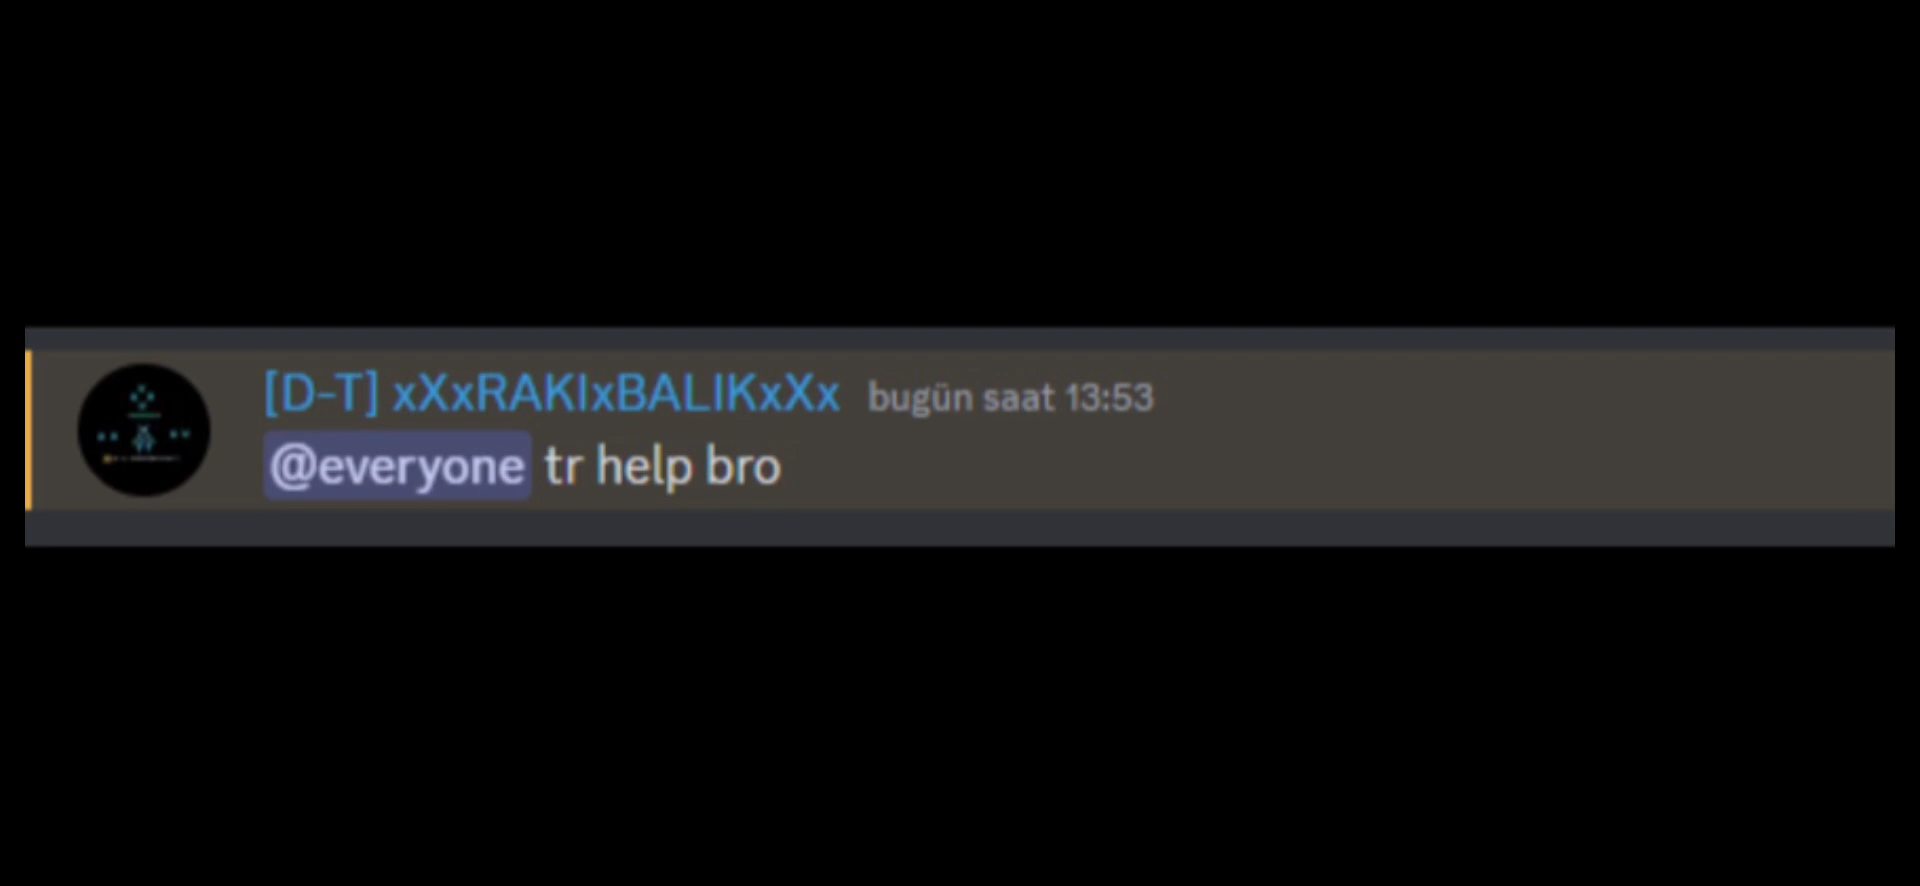 [D-T] xXxRAKIxBALIKxXx bugün saat 13:53
@everyone tr help bro